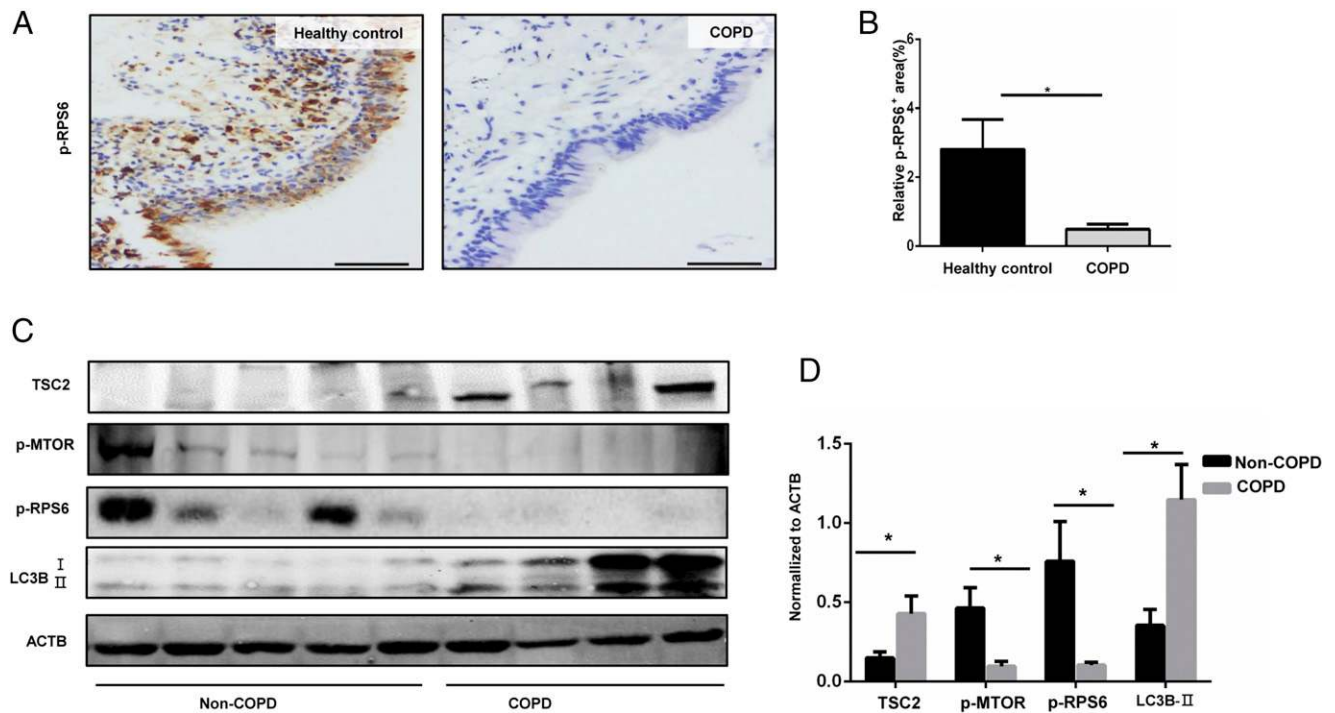 A
Healthy control
COPD
p-RPS6
B
Relative p-RPS6+ area(%)
6
4
2
0
*
Healthy control
COPD
C
TSC2
p-MTOR
p-RPS6
LC3B
I
II
ACTB
Non-COPD
COPD
D
Normallized to ACTB
1.5
1.0
0.5
0.0
*
*
*
*
Non-COPD
COPD
TSC2
p-MTOR
p-RPS6
LC3B-II